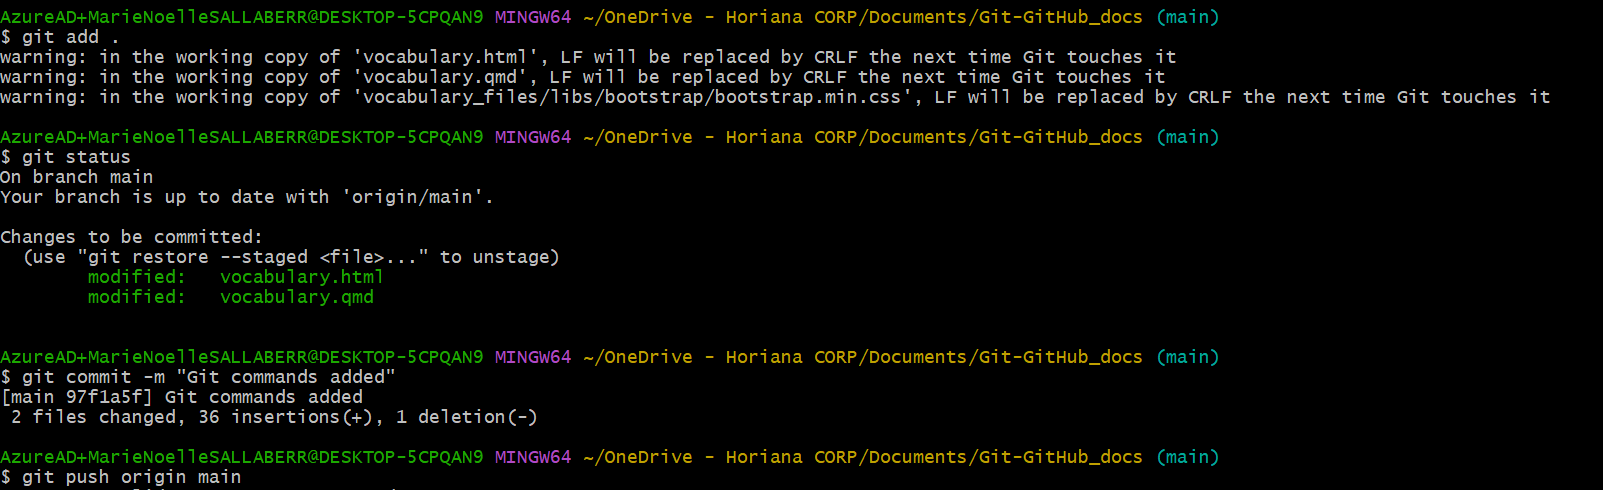 AzureAD+MarieNoelleSALLABERR@DESKTOP-5CPQAN9 MINGW64 ~/OneDrive - Horiana CORP/Documents/Git-GitHub_docs (main)
$ git add .
warning: in the working copy of 'vocabulary.html', LF will be replaced by CRLF the next time Git touches it
warning: in the working copy of 'vocabulary.qmd', LF will be replaced by CRLF the next time Git touches it
warning: in the working copy of 'vocabulary_files/libs/bootstrap/bootstrap.min.css', LF will be replaced by CRLF the next time Git touches it
AzureAD+MarieNoelleSALLABERR@DESKTOP-5CPQAN9 MINGW64 ~/OneDrive - Horiana CORP/Documents/Git-GitHub_docs (main)
$ git status
On branch main
Your branch is up to date with 'origin/main'.
Changes to be committed:
  (use "git restore --staged <file>..." to unstage)
        modified:   vocabulary.html
        modified:   vocabulary.qmd
AzureAD+MarieNoelleSALLABERR@DESKTOP-5CPQAN9 MINGW64 ~/OneDrive - Horiana CORP/Documents/Git-GitHub_docs (main)
$ git commit -m "Git commands added"
[main 97f1a5f] Git commands added
 2 files changed, 36 insertions(+), 1 deletion(-)
AzureAD+MarieNoelleSALLABERR@DESKTOP-5CPQAN9 MINGW64 ~/OneDrive - Horiana CORP/Documents/Git-GitHub_docs (main)
$ git push origin main